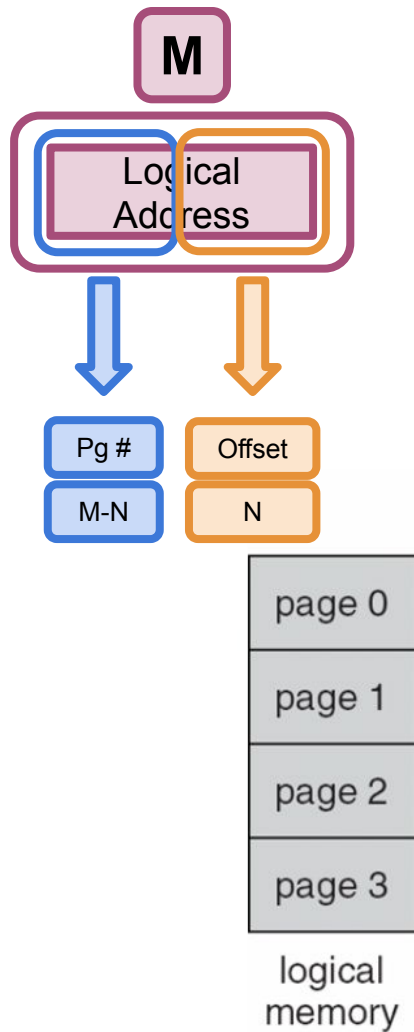 M
Logical
Address
Pg #
Offset
M-N
N
page 0
page 1
page 2
page 3
logical
memory